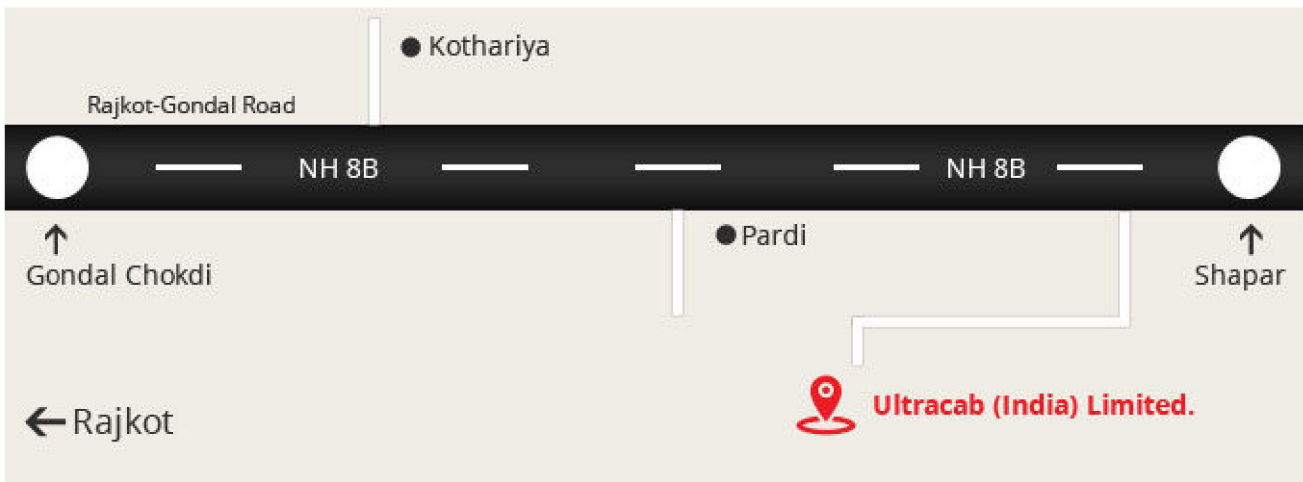 Kothariya
Rajkot-Gondal Road
NH 8B
NH 8B
Pardi
Gondal Chokdi
Shapar
Ultracab (India) Limited.
Rajkot